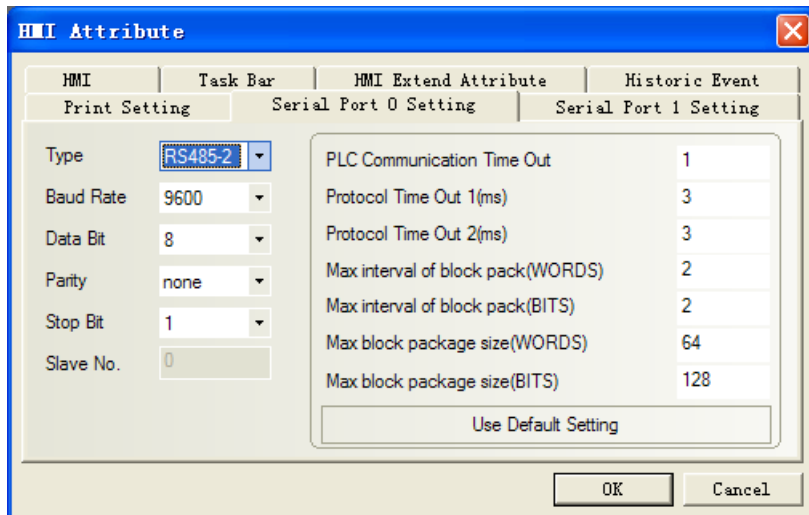 HMI Attribute
HMI Task Bar HMI Extend Attribute Historic Event
Print Setting Serial Port 0 Setting Serial Port 1 Setting
Type RS485-2 PLC Communication Time Out 1
Baud Rate 9600 Protocol Time Out 1(ms) 3
Data Bit 8 Protocol Time Out 2(ms) 3
Parity none Max interval of block pack(WORDS) 2
Stop Bit 1 Max interval of block pack(BITS) 2
Slave No. 0 Max block package size(WORDS) 64
Max block package size(BITS) 128
Use Default Setting
OK Cancel